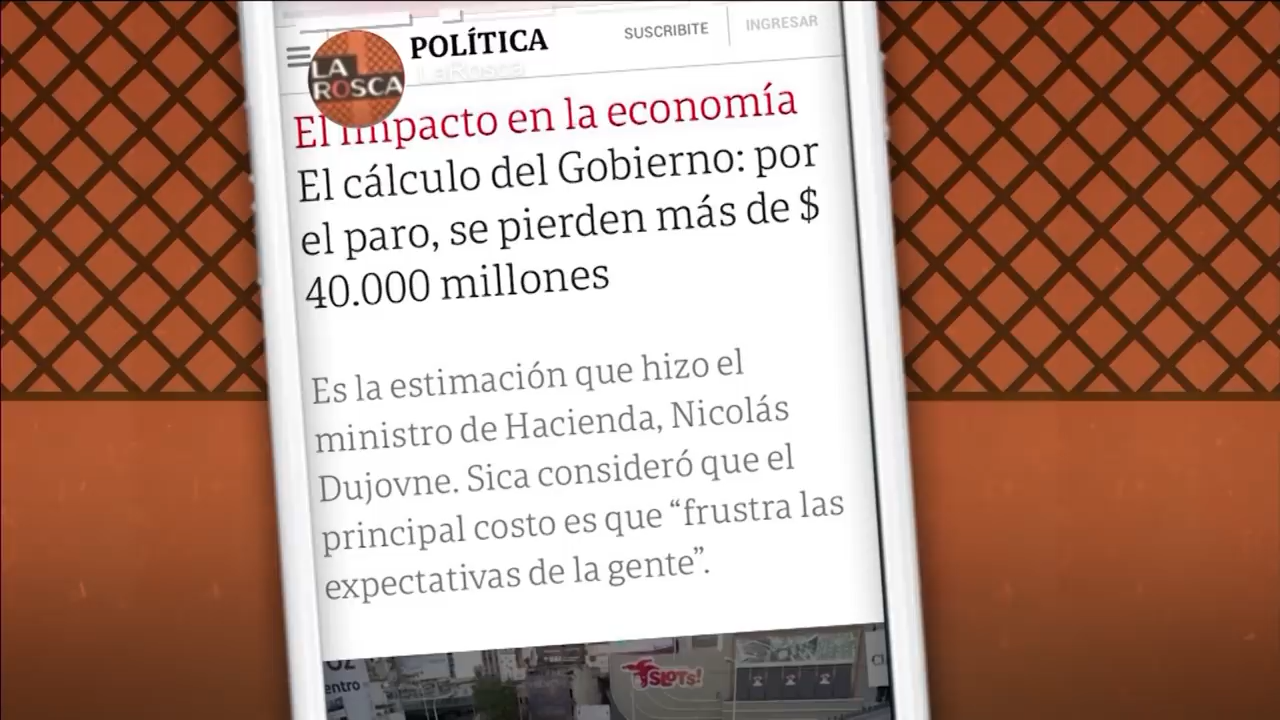 POLÍTICA
SUSCRIBITE
INGRESAR
LA
ROSCA
LaRosca
El impacto en la economía
El cálculo del Gobierno: por
el paro, se pierden más de $
40.000 millones
Es la estimación que hizo el
ministro de Hacienda, Nicolás
Dujovne. Sica consideró que el
principal costo es que “frustra las
expectativas de la gente”.
entro
SLOTS!